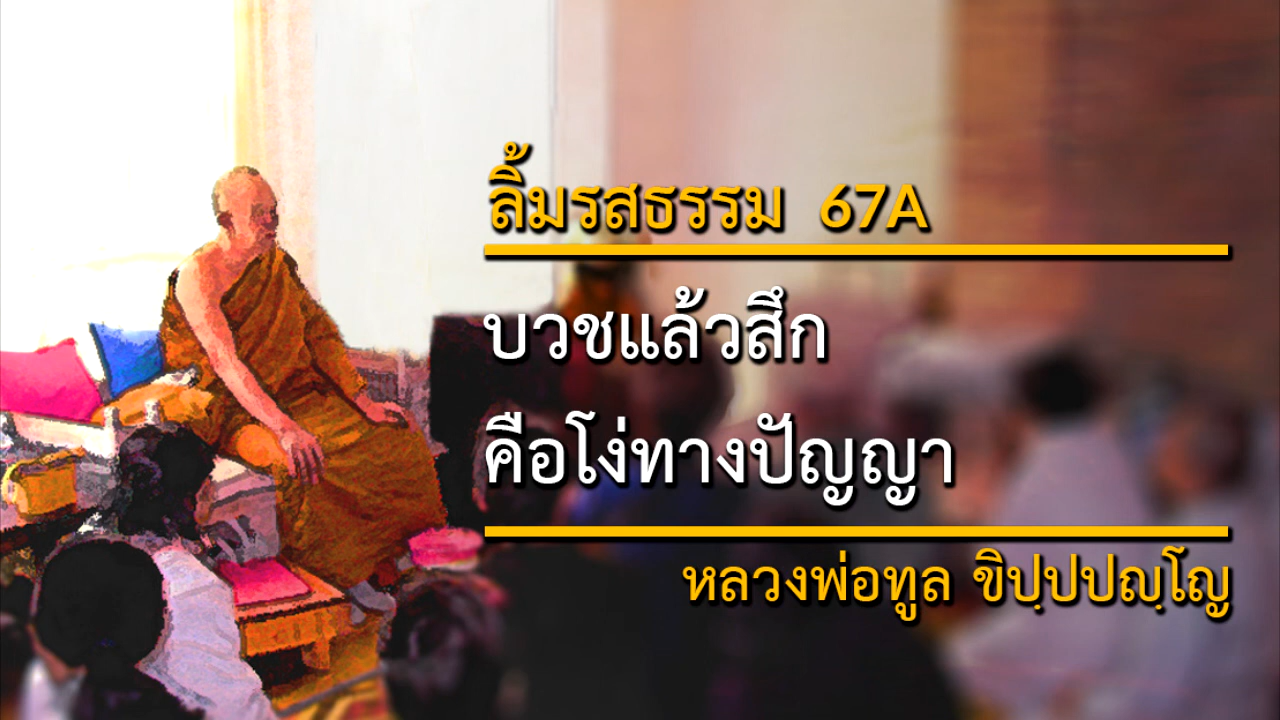 ลิ้มรสธรรม 67A
บวชแล้วสึก
คือโง่ทางปัญญา
หลวงพ่อทูล ขิปฺปปญฺโญ